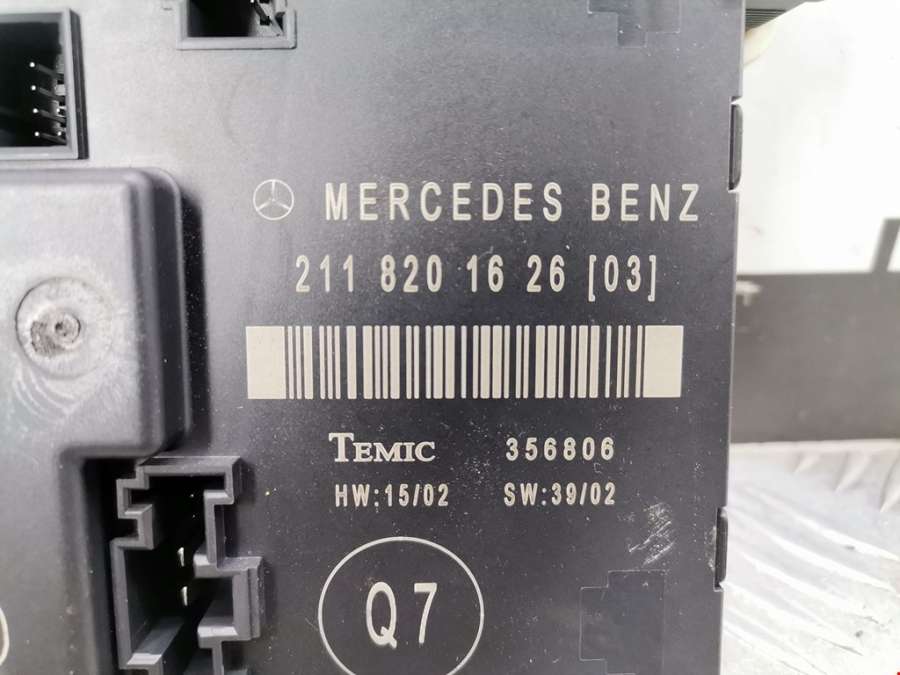 MERCEDES BENZ
211 820 16 26 [03]
TEMIC 356806
HW:15/02 SW:39/02
Q7